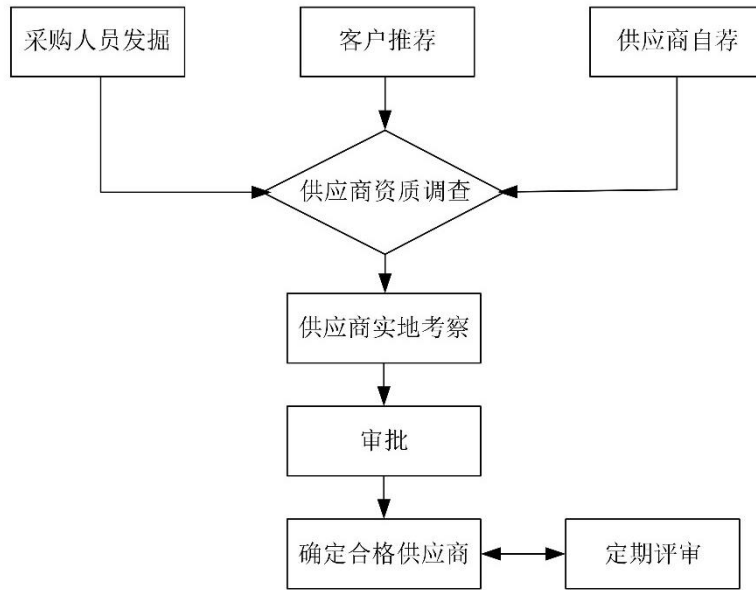 采购人员发掘
客户推荐
供应商自荐
供应商资质调查
供应商实地考察
审批
确定合格供应商
定期评审